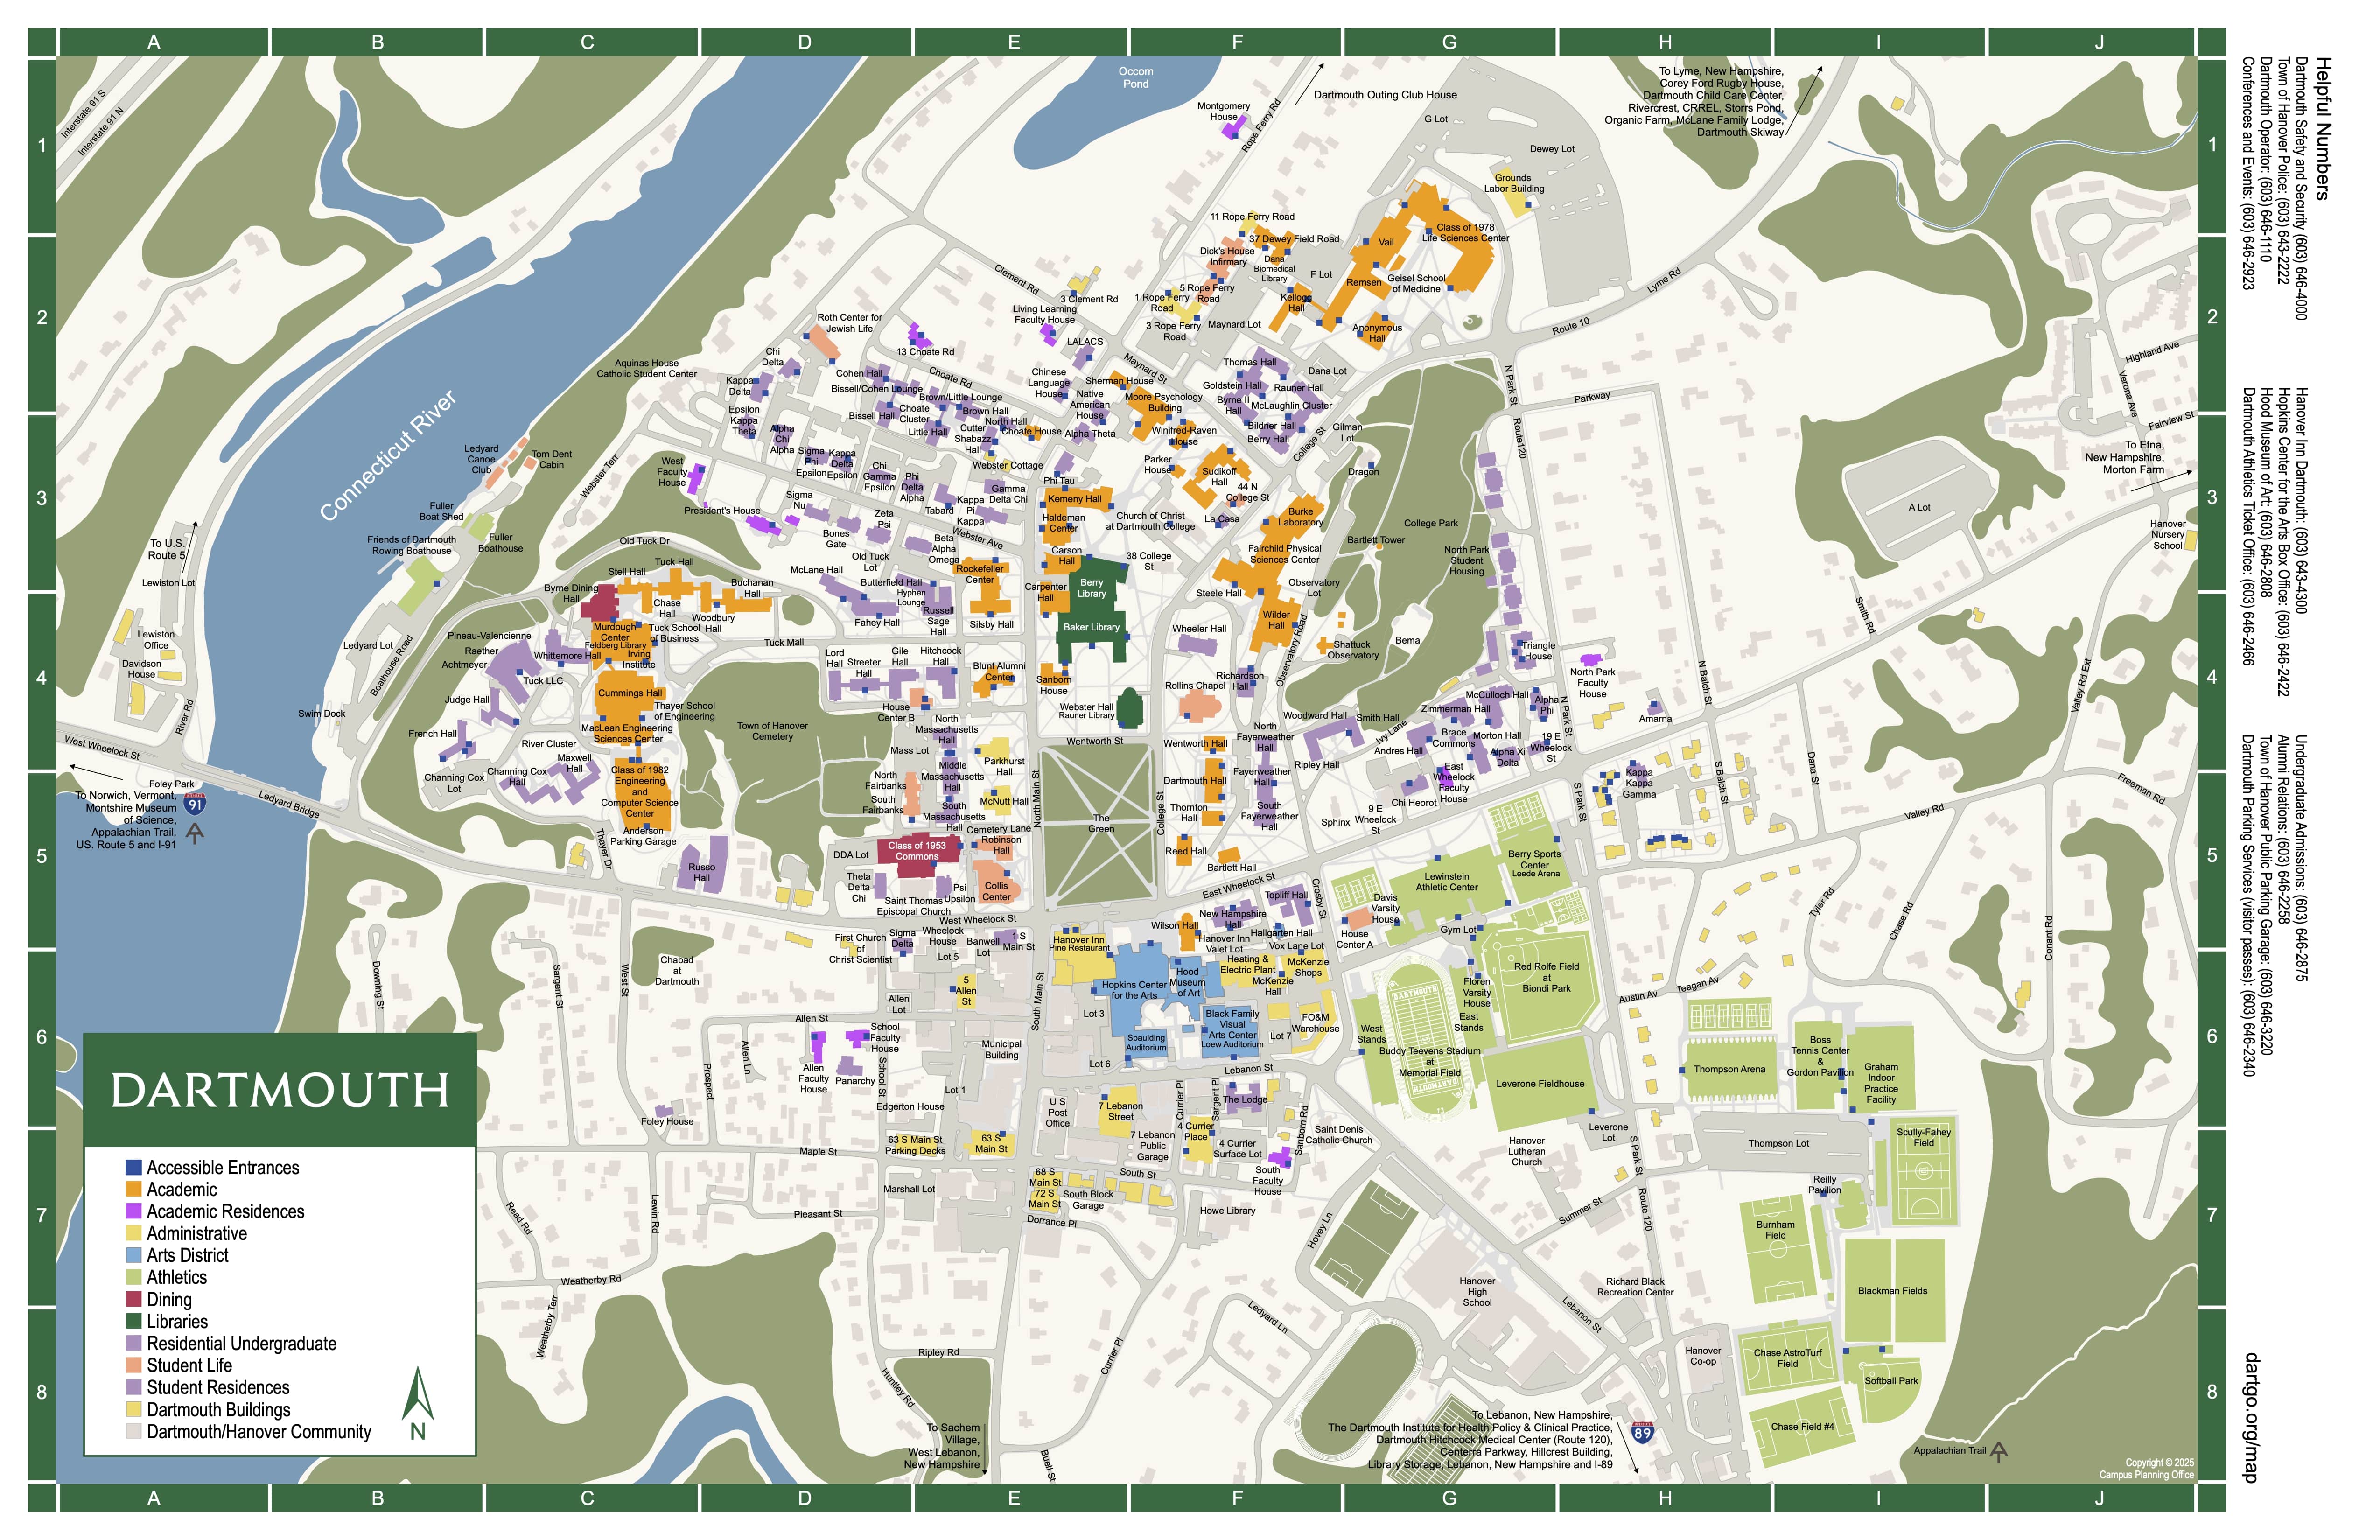 A B C D E F G H I J
1
2
3
4
5
6
7
8
Interstate 91 S
Interstate 91 N
Occom
Pond
Montgomery
House
Rope Ferry Rd
Dartmouth Outing Club House
G Lot
Dewey Lot
Grounds
Labor Building
To Lyme, New Hampshire,
Corey Ford Rugby House,
Dartmouth Child Care Center,
Rivercrest, CRREL, Storrs Pond,
Organic Farm, McLane Family Lodge,
Dartmouth Skiway
11 Rope Ferry Road
37 Dewey Field Road
Dick's House
Infirmary
Dana
Biomedical
Library
F Lot
Vail
Class of 1978
Life Sciences Center
Remsen
Geisel School
of Medicine
5 Rope Ferry
Road
1 Rope Ferry
Road
3 Rope Ferry
Road
Kellogg
Hall
Anonymous
Hall
Maynard Lot
Clement Rd
3 Clement Rd
Living Learning
Faculty House
LALACS
Maynard St
Lyme Rd
Route 10
Highland Ave
Verona Ave
Fairview St
Roth Center for
Jewish Life
13 Choate Rd
Choate Rd
Aquinas House
Catholic Student Center
Chi
Delta
Kappa
Delta
Epsilon
Kappa
Theta
Cohen Hall
Bissell/Cohen Lounge
Bissell Hall
Choate
Cluster
Brown/Little Lounge
Brown Hall
Little Hall
North Hall
Cutter
Shabazz
Hall
Choate House
Chinese
Language
House
Native
American
House
Sherman House
Moore Psychology
Building
Alpha Theta
Winifred-Raven
House
Webster Cottage
Thomas Hall
Goldstein Hall
Rauner Hall
Byrne II
Hall
McLaughlin Cluster
Bildner Hall
Berry Hall
Dana Lot
College St
Gilman
Lot
N Park St
Route120
Parkway
To Etna,
New Hampshire,
Morton Farm
Connecticut River
Ledyard
Canoe
Club
Tom Dent
Cabin
Webster Terr
West
Faculty
House
Alpha
Chi
Alpha
Sigma
Phi
Epsilon
Kappa
Delta
Epsilon
Chi
Gamma
Epsilon
Phi
Delta
Alpha
Gamma
Delta Chi
Phi Tau
Parker
House
Sudikoff
Hall
44 N
College St
La Casa
Church of Christ
at Dartmouth College
Kemeny Hall
Haldeman
Center
Burke
Laboratory
Dragon
College Park
A Lot
Hanover
Nursery
School
Fuller
Boat Shed
Fuller
Boathouse
Friends of Dartmouth
Rowing Boathouse
President's House
Sigma
Nu
Bones
Gate
Zeta
Psi
Tabard
Kappa
Pi
Kappa
Beta
Alpha
Omega
Webster Ave
Old Tuck Dr
Old Tuck
Lot
Carson
Hall
38 College
St
Fairchild Physical
Sciences Center
Bartlett Tower
North Park
Student
Housing
To U.S.
Route 5
Lewiston Lot
Byrne Dining
Hall
Stell Hall
Tuck Hall
Chase
Hall
Buchanan
Hall
Woodbury
Hall
McLane Hall
Butterfield Hall
Hyphen
Lounge
Russell
Sage
Hall
Fahey Hall
Rockefeller
Center
Silsby Hall
Carpenter
Hall
Berry
Library
Baker Library
Steele Hall
Observatory
Lot
Wilder
Hall
Observatory Road
Shattuck
Observatory
Bema
Smith Rd
Lewiston
Office
Davidson
House
River Rd
Ledyard Lot
Boathouse Road
Swim Dock
Pineau-Valencienne
Raether
Achtmeyer
Tuck LLC
Judge Hall
French Hall
Whittemore Hall
Murdough
Center
Feldberg Library
Irving
Institute
Tuck School
of Business
Tuck Mall
Cummings Hall
Thayer School
of Engineering
MacLean Engineering
Sciences Center
River Cluster
Maxwell
Hall
Channing Cox
Hall
Channing Cox
Lot
Class of 1982
Engineering
and
Computer Science
Center
Anderson
Parking Garage
Town of Hanover
Cemetery
Lord
Hall
Streeter
Hall
Gile
Hall
Hitchcock
Hall
House
Center B
North
Massachusetts
Hall
Mass Lot
Middle
Massachusetts
Hall
South
Massachusetts
Hall
North
Fairbanks
South
Fairbanks
Blunt Alumni
Center
Sanborn
House
Webster Hall
Rauner Library
Wentworth St
Parkhurst
Hall
McNutt Hall
Cemetery Lane
Robinson
Hall
Collis
Center
North Main St
The
Green
College St
Wheeler Hall
Rollins Chapel
Richardson
Hall
North
Fayerweather
Hall
Wentworth Hall
Dartmouth Hall
Fayerweather
Hall
Thornton
Hall
South
Fayerweather
Hall
Reed Hall
Bartlett Hall
Woodward Hall
Ripley Hall
Smith Hall
Ivy Lane
Andres Hall
Zimmerman Hall
McCulloch Hall
Brace
Commons
Morton Hall
Alpha Xi
Delta
Alpha
Phi
19 E
Wheelock
St
Triangle
House
North Park
Faculty
House
Amarna
N Park St
N Balch St
S Balch St
S Park St
Kappa
Kappa
Gamma
Dana St
Valley Rd
Valley Rd Ext
Freeman Rd
East
Wheelock
Faculty
House
Chi Heorot
9 E
Wheelock
St
Sphinx
West Wheelock St
Foley Park
To Norwich, Vermont,
Montshire Museum
of Science,
Appalachian Trail,
US. Route 5 and I-91
91
Ledyard Bridge
Thayer Dr
Russo
Hall
DDA Lot
Class of 1953
Commons
Theta
Delta
Chi
Saint Thomas
Episcopal Church
Psi
Upsilon
West Wheelock St
East Wheelock St
Topliff Hall
Crosby St
Davis
Varsity
House
House
Center A
Lewinstein
Athletic Center
Berry Sports
Center
Leede Arena
Gym Lot
Tyler Rd
Chase Rd
Conant Rd
Downing St
Sargent St
West St
Chabad
at
Dartmouth
First Church
of
Christ Scientist
Sigma
Delta
Wheelock
House
Lot 5
Banwell
Lot
1 S
Main St
Hanover Inn
Pine Restaurant
Wilson Hall
New Hampshire
Hall
Hanover Inn
Valet Lot
Hallgarten Hall
Vox Lane Lot
Heating &
Electric Plant
McKenzie
Shops
McKenzie
Hall
Hopkins Center
for the Arts
Hood
Museum
of Art
Black Family
Visual
Arts Center
Loew Auditorium
Spaulding
Auditorium
Lot 7
FO&M
Warehouse
Lot 3
Lot 6
South Main St
5
Allen
St
Allen
Lot
Allen St
Allen Ln
Prospect
School
Faculty
House
Allen
Faculty
House
Panarchy
School St
Municipal
Building
Lot 1
Edgerton House
Foley House
DARTMOUTH
West
Stands
East
Stands
Buddy Teevens Stadium
at
Memorial Field
DARTMOUTH
Floren
Varsity
House
Red Rolfe Field
at
Biondi Park
Leverone Fieldhouse
Austin Av
Teagan Av
Thompson Arena
Boss
Tennis Center
&
Gordon Pavilion
Graham
Indoor
Practice
Facility
Lebanon St
U S
Post
Office
7 Lebanon
Street
Currier Pl
Sargent Pl
The Lodge
4 Currier
Place
7 Lebanon
Public
Garage
4 Currier
Surface Lot
Sanborn Rd
Saint Denis
Catholic Church
South
Faculty
House
63 S Main St
Parking Decks
63 S
Main St
Maple St
Marshall Lot
Pleasant St
68 S
Main St
72 S
Main St
South Block
Garage
South St
Dorrance Pl
Howe Library
Hovey Ln
Hanover
Lutheran
Church
Leverone
Lot
S Park St
Thompson Lot
Scully-Fahey
Field
Reilly
Pavilion
Burnham
Field
Blackman Fields
Summer St
Route 120
Richard Black
Recreation Center
Hanover
High
School
Lebanon St
Hanover
Co-op
Chase AstroTurf
Field
Softball Park
Chase Field #4
Appalachian Trail
Read Rd
Lewin Rd
Weatherby Rd
Weatherby Terr
Ripley Rd
Huntley Rd
Currier Pl
Ledyard Ln
Buell St
To Sachem
Village,
West Lebanon,
New Hampshire
To Lebanon, New Hampshire,
The Dartmouth Institute for Health Policy & Clinical Practice,
Dartmouth Hitchcock Medical Center (Route 120),
Centerra Parkway, Hillcrest Building,
Library Storage, Lebanon, New Hampshire and I-89
89
DARTMOUTH
Accessible Entrances
Academic
Academic Residences
Administrative
Arts District
Athletics
Dining
Libraries
Residential Undergraduate
Student Life
Student Residences
Dartmouth Buildings
Dartmouth/Hanover Community
N
Copyright © 2025
Campus Planning Office
1
2
3
4
5
6
7
8
A B C D E F G H I J
Helpful Numbers
Dartmouth Safety and Security (603) 646-4000
Town of Hanover Police: (603) 643-2222
Dartmouth Operator: (603) 646-1110
Conferences and Events: (603) 646-2923
Hanover Inn Dartmouth: (603) 643-4300
Hopkins Center for the Arts Box Office: (603) 646-2422
Hood Museum of Art: (603) 646-2808
Dartmouth Athletics Ticket Office: (603) 646-2466
Undergraduate Admissions: (603) 646-2875
Alumni Relations: (603) 646-2258
Town of Hanover Public Parking Garage: (603) 646-3220
Dartmouth Parking Services (visitor passes): (603) 646-2340
dartgo.org/map